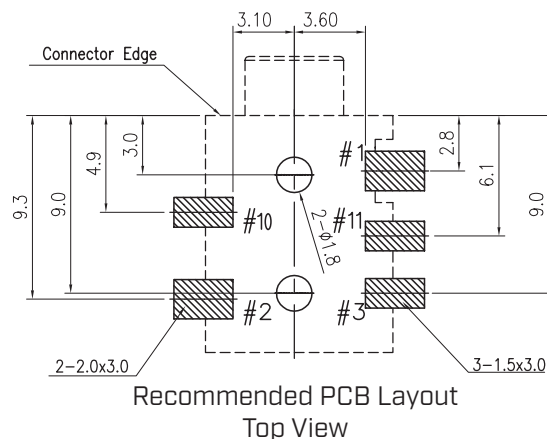 3.10
3.60
Connector Edge
9.3
9.0
4.9
3.0
#1
2.8
6.1
9.0
#10
#11
2-ϕ1.8
#2
#3
2-2.0x3.0
3-1.5x3.0
Recommended PCB Layout
Top View